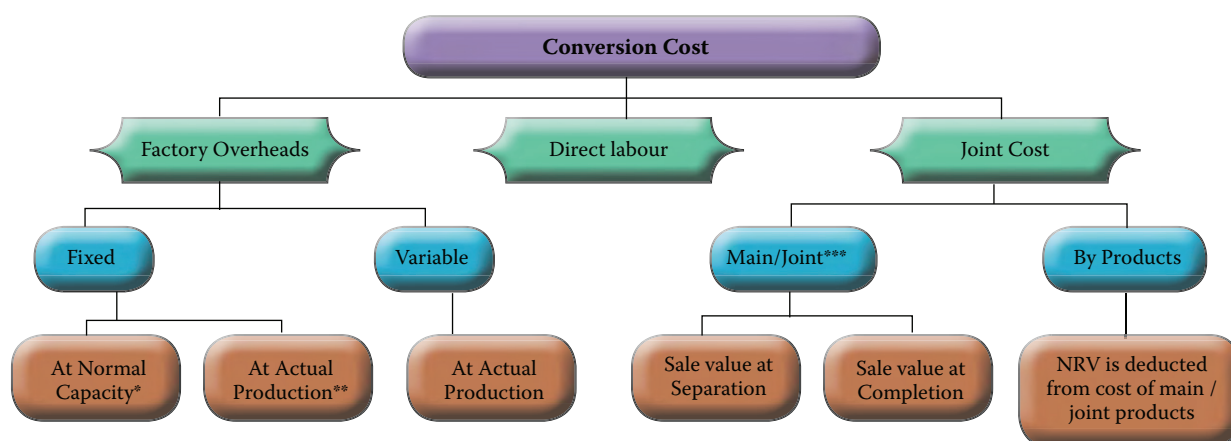 Conversion Cost
Factory Overheads
Direct labour
Joint Cost
Fixed
Variable
Main/Joint***
By Products
At Normal
Capacity*
At Actual
Production**
At Actual
Production
Sale value at
Separation
Sale value at
Completion
NRV is deducted
from cost of main /
joint products